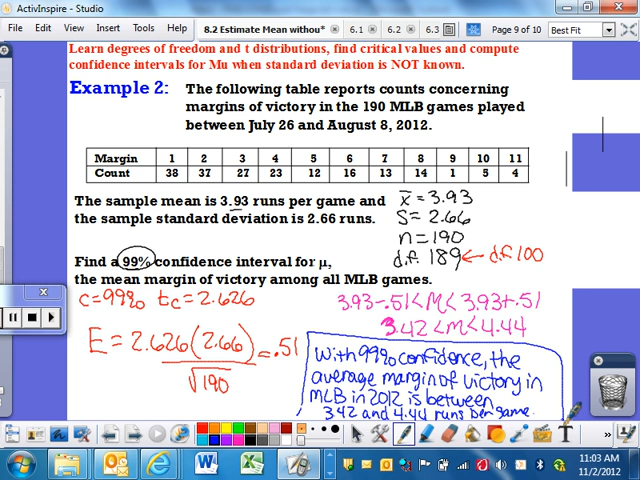 ActivInspire - Studio
File Edit View Insert Tools Help
8.2 Estimate Mean withou* 6.1 6.2 6.3 Page 9 of 10 Best Fit
Learn degrees of freedom and t distributions, find critical values and compute
confidence intervals for Mu when standard deviation is NOT known.
Example 2: The following table reports counts concerning
margins of victory in the 190 MLB games played
between July 26 and August 8, 2012.
Margin 1 2 3 4 5 6 7 8 9 10 11
Count 38 37 27 23 12 16 13 14 1 5 4
The sample mean is 3.93 runs per game and
the sample standard deviation is 2.66 runs.
x̄ = 3.93
S = 2.66
n = 190
d.f. 189 ← d.f. 100
Find a 99% confidence interval for μ,
the mean margin of victory among all MLB games.
C = 99% tc = 2.626
3.93 - .51 < M < 3.93 + .51
3.42 < M < 4.44
E = 2.626 (2.66) = .51
√190
With 99% confidence, the
average margin of victory in
MLB in 2012 is between
3.42 and 4.44 runs per game.
11:03 AM
11/2/2012